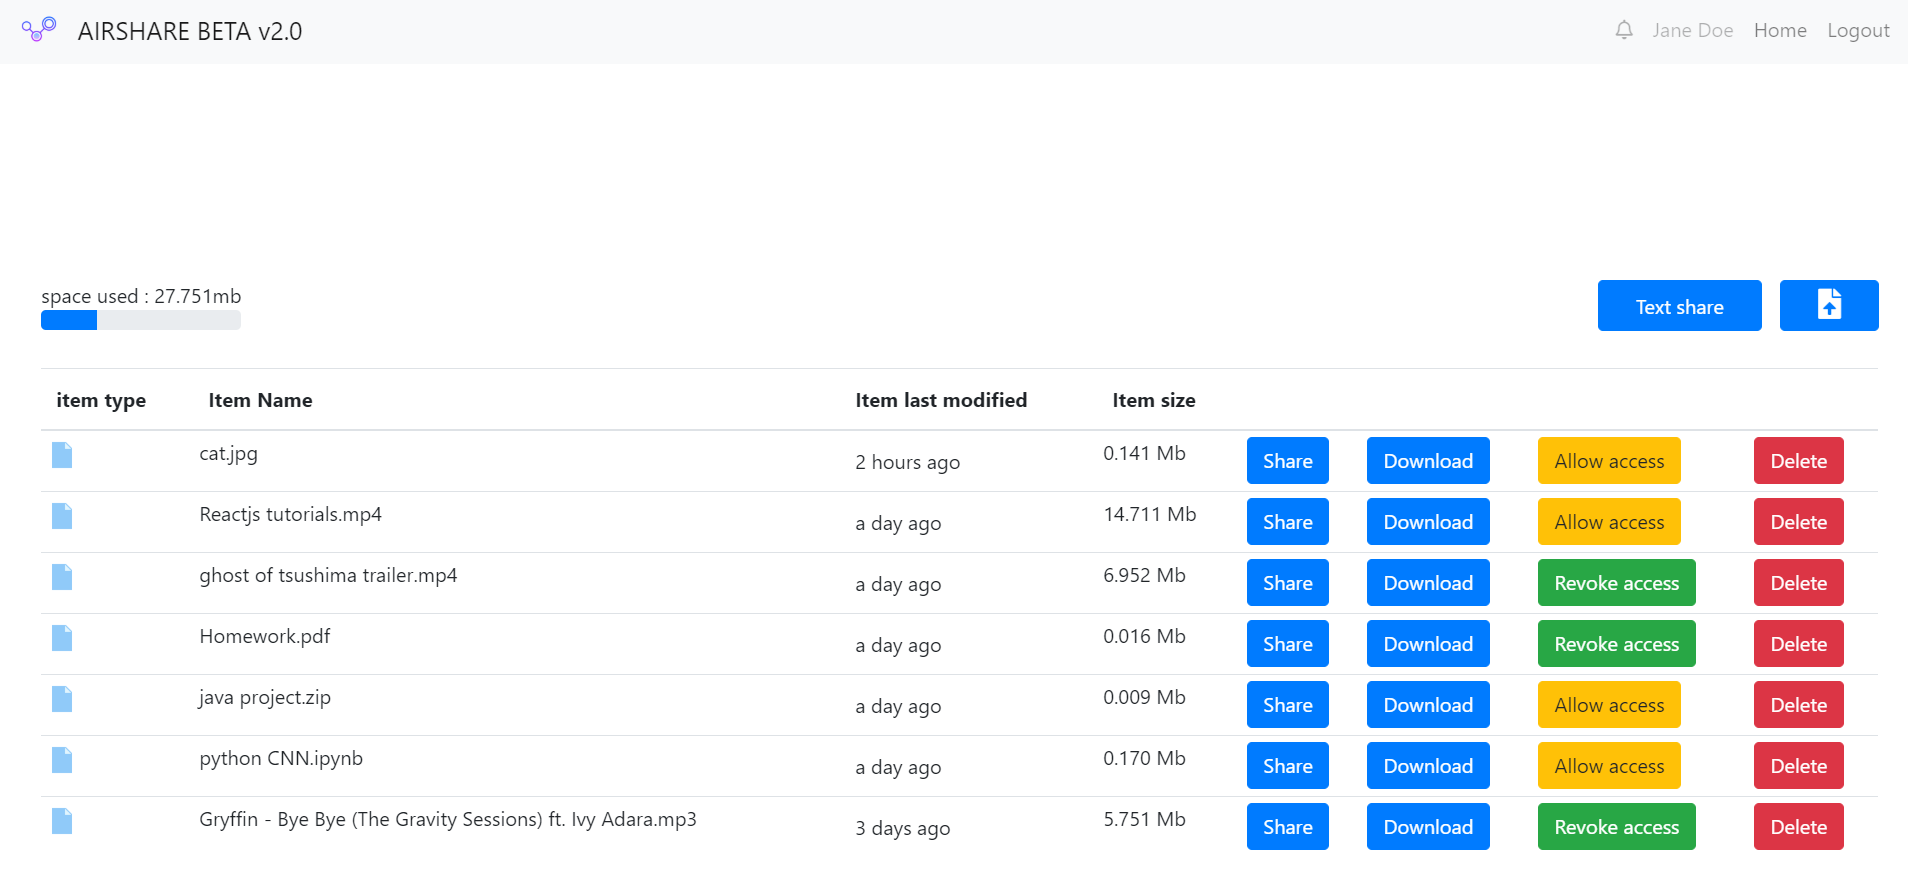 AIRSHARE BETA v2.0 Jane Doe Home Logout
space used : 27.751mb
Text share
item type Item Name Item last modified Item size
cat.jpg 2 hours ago 0.141 Mb Share Download Allow access Delete
Reactjs tutorials.mp4 a day ago 14.711 Mb Share Download Allow access Delete
ghost of tsushima trailer.mp4 a day ago 6.952 Mb Share Download Revoke access Delete
Homework.pdf a day ago 0.016 Mb Share Download Revoke access Delete
java project.zip a day ago 0.009 Mb Share Download Allow access Delete
python CNN.ipynb a day ago 0.170 Mb Share Download Allow access Delete
Gryffin - Bye Bye (The Gravity Sessions) ft. Ivy Adara.mp3 3 days ago 5.751 Mb Share Download Revoke access Delete